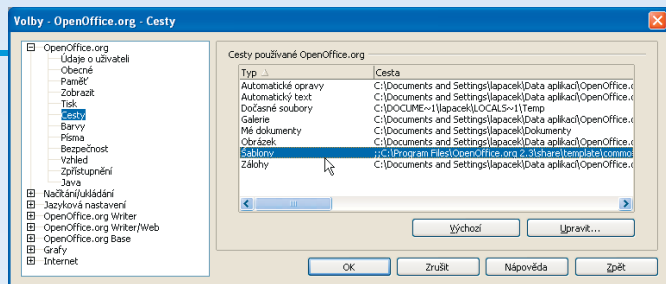 Volby - OpenOffice.org - Cesty
OpenOffice.org
Údaje o uživateli
Obecné
Paměť
Zobrazit
Tisk
Cesty
Barvy
Písma
Bezpečnost
Vzhled
Zpřístupnění
Java
Načítání/ukládání
Jazyková nastavení
OpenOffice.org Writer
OpenOffice.org Writer/Web
OpenOffice.org Base
Grafy
Internet
Cesty používané OpenOffice.org
Typ Cesta
Automatické opravy C:\Documents and Settings\lapacek\Data aplikací\OpenOffice.o
Automatický text C:\Documents and Settings\lapacek\Data aplikací\OpenOffice.o
Dočasné soubory C:\DOCUME~1\lapacek\LOCALS~1\Temp
Galerie C:\Documents and Settings\lapacek\Data aplikací\OpenOffice.o
Mé dokumenty C:\Documents and Settings\lapacek\Dokumenty
Obrázek C:\Documents and Settings\lapacek\Data aplikací\OpenOffice.o
Šablony ;;C:\Program Files\OpenOffice.org 2.3\share\template\commo
Zálohy C:\Documents and Settings\lapacek\Data aplikací\OpenOffice.o
Výchozí Upravit...
OK Zrušit Nápověda Zpět